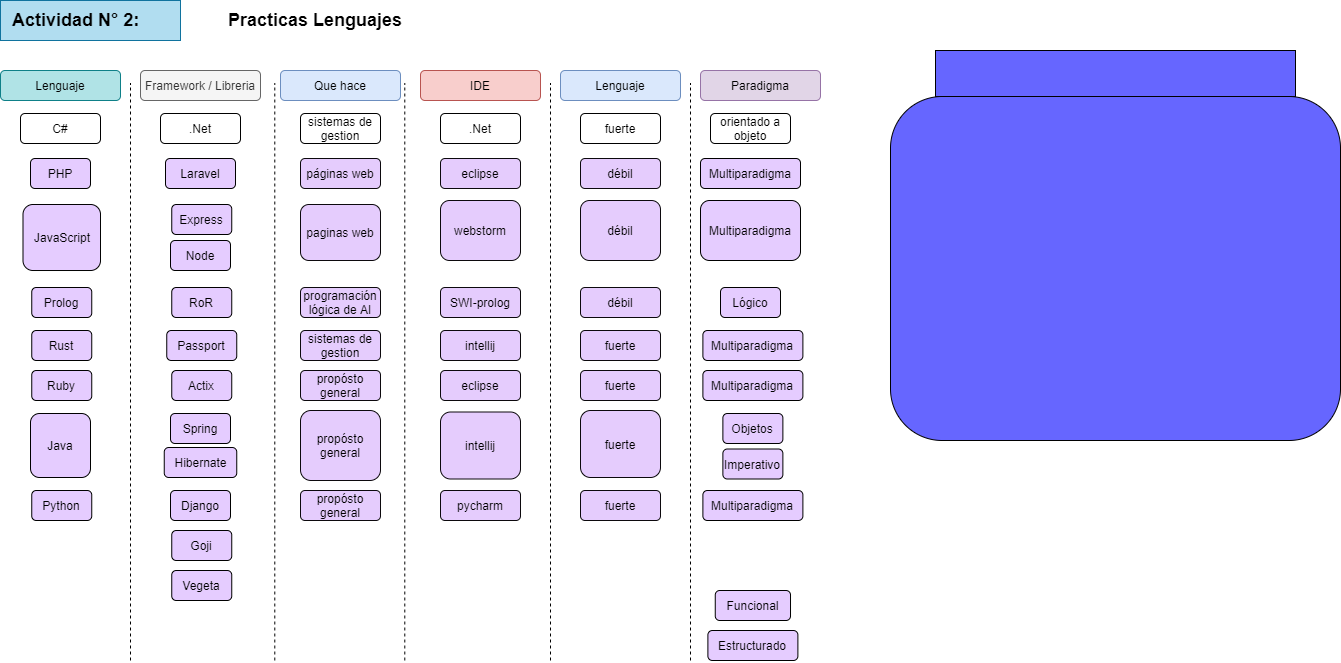 Actividad N° 2:
Practicas Lenguajes
Lenguaje
Framework / Libreria
Que hace
IDE
Lenguaje
Paradigma
C#
.Net
sistemas de
gestion
.Net
fuerte
orientado a
objeto
PHP
Laravel
páginas web
eclipse
débil
Multiparadigma
JavaScript
Express
Node
paginas web
webstorm
débil
Multiparadigma
Prolog
RoR
programación
lógica de AI
SWI-prolog
débil
Lógico
Rust
Passport
sistemas de
gestion
intellij
fuerte
Multiparadigma
Ruby
Actix
propósto
general
eclipse
fuerte
Multiparadigma
Java
Spring
Hibernate
propósto
general
intellij
fuerte
Objetos
Imperativo
Python
Django
propósto
general
pycharm
fuerte
Multiparadigma
Goji
Vegeta
Funcional
Estructurado